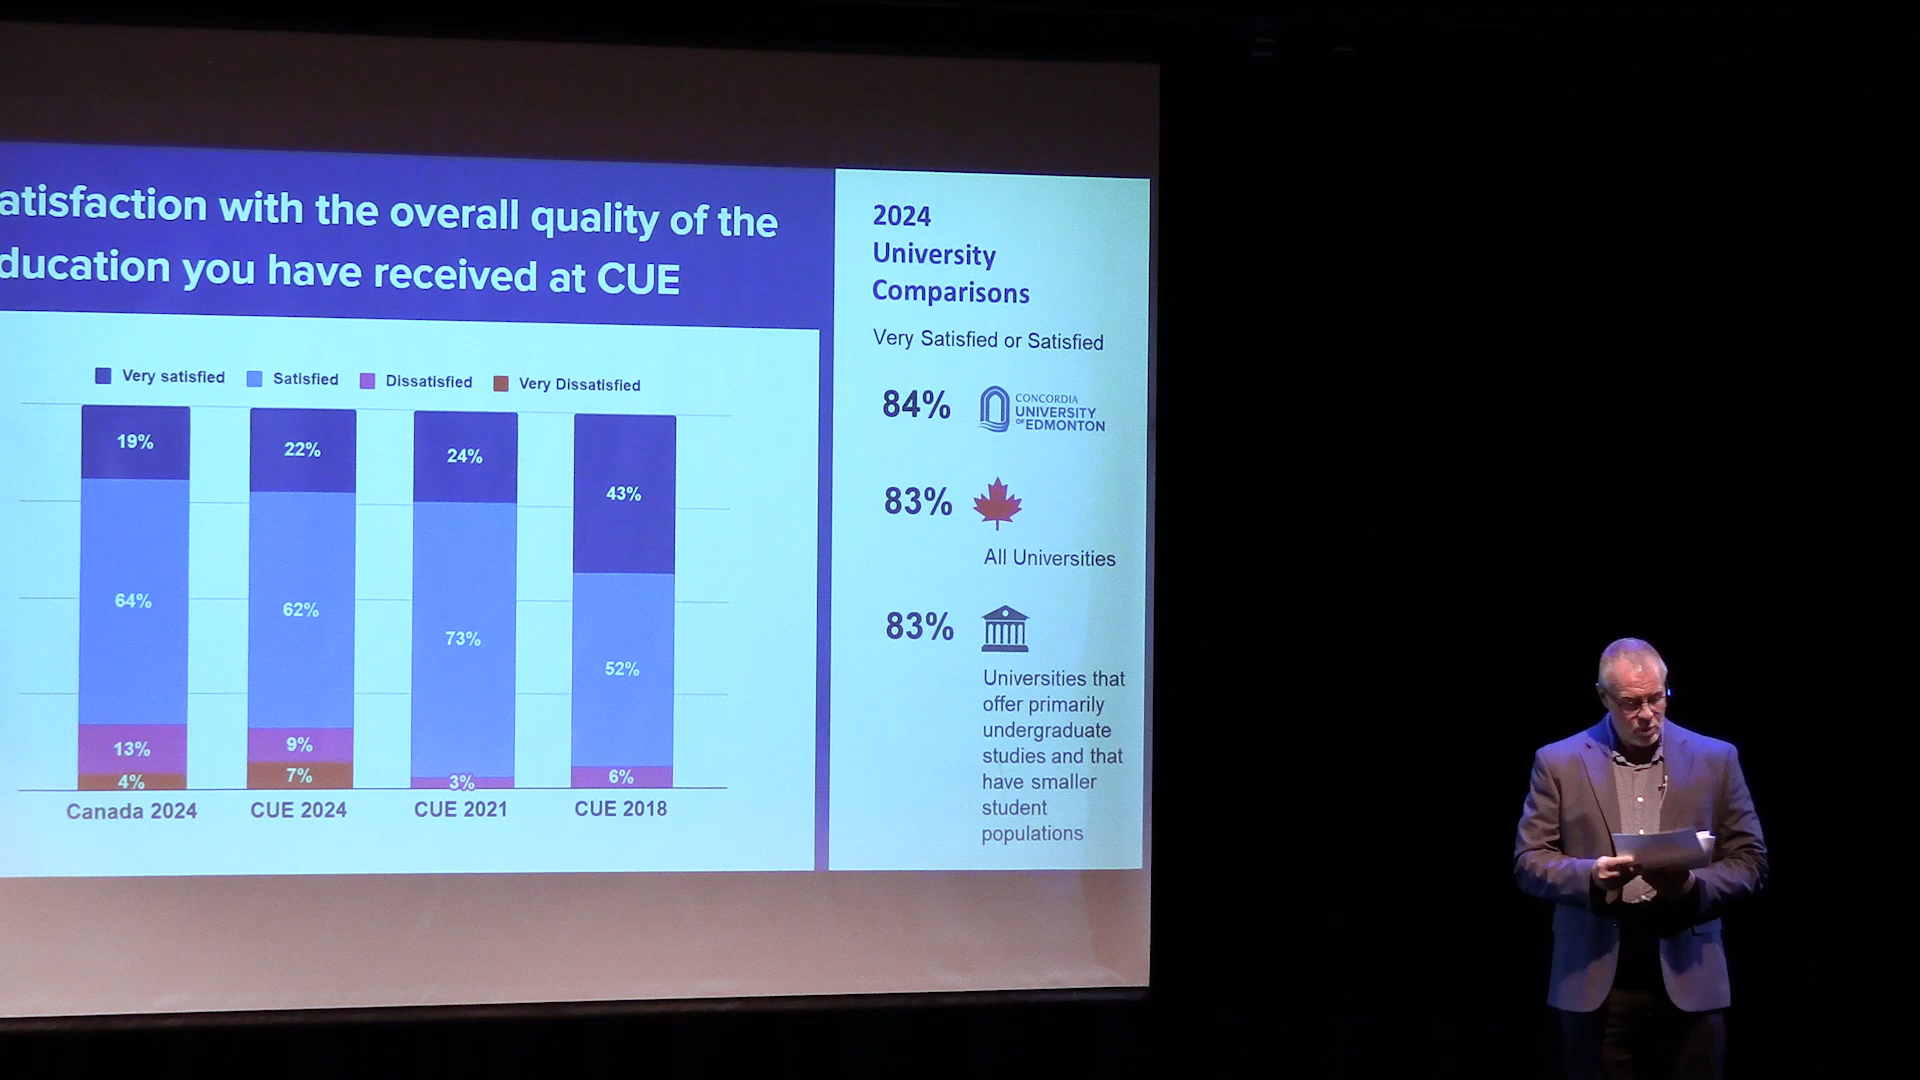 atisfaction with the overall quality of the
ducation you have received at CUE
Very satisfied Satisfied Dissatisfied Very Dissatisfied
19% 22% 24% 43%
64% 62% 73% 52%
13% 9% 3% 6%
4% 7%
Canada 2024 CUE 2024 CUE 2021 CUE 2018
2024
University
Comparisons
Very Satisfied or Satisfied
84%
CONCORDIA
UNIVERSITY
OF EDMONTON
83%
All Universities
83%
Universities that
offer primarily
undergraduate
studies and that
have smaller
student
populations